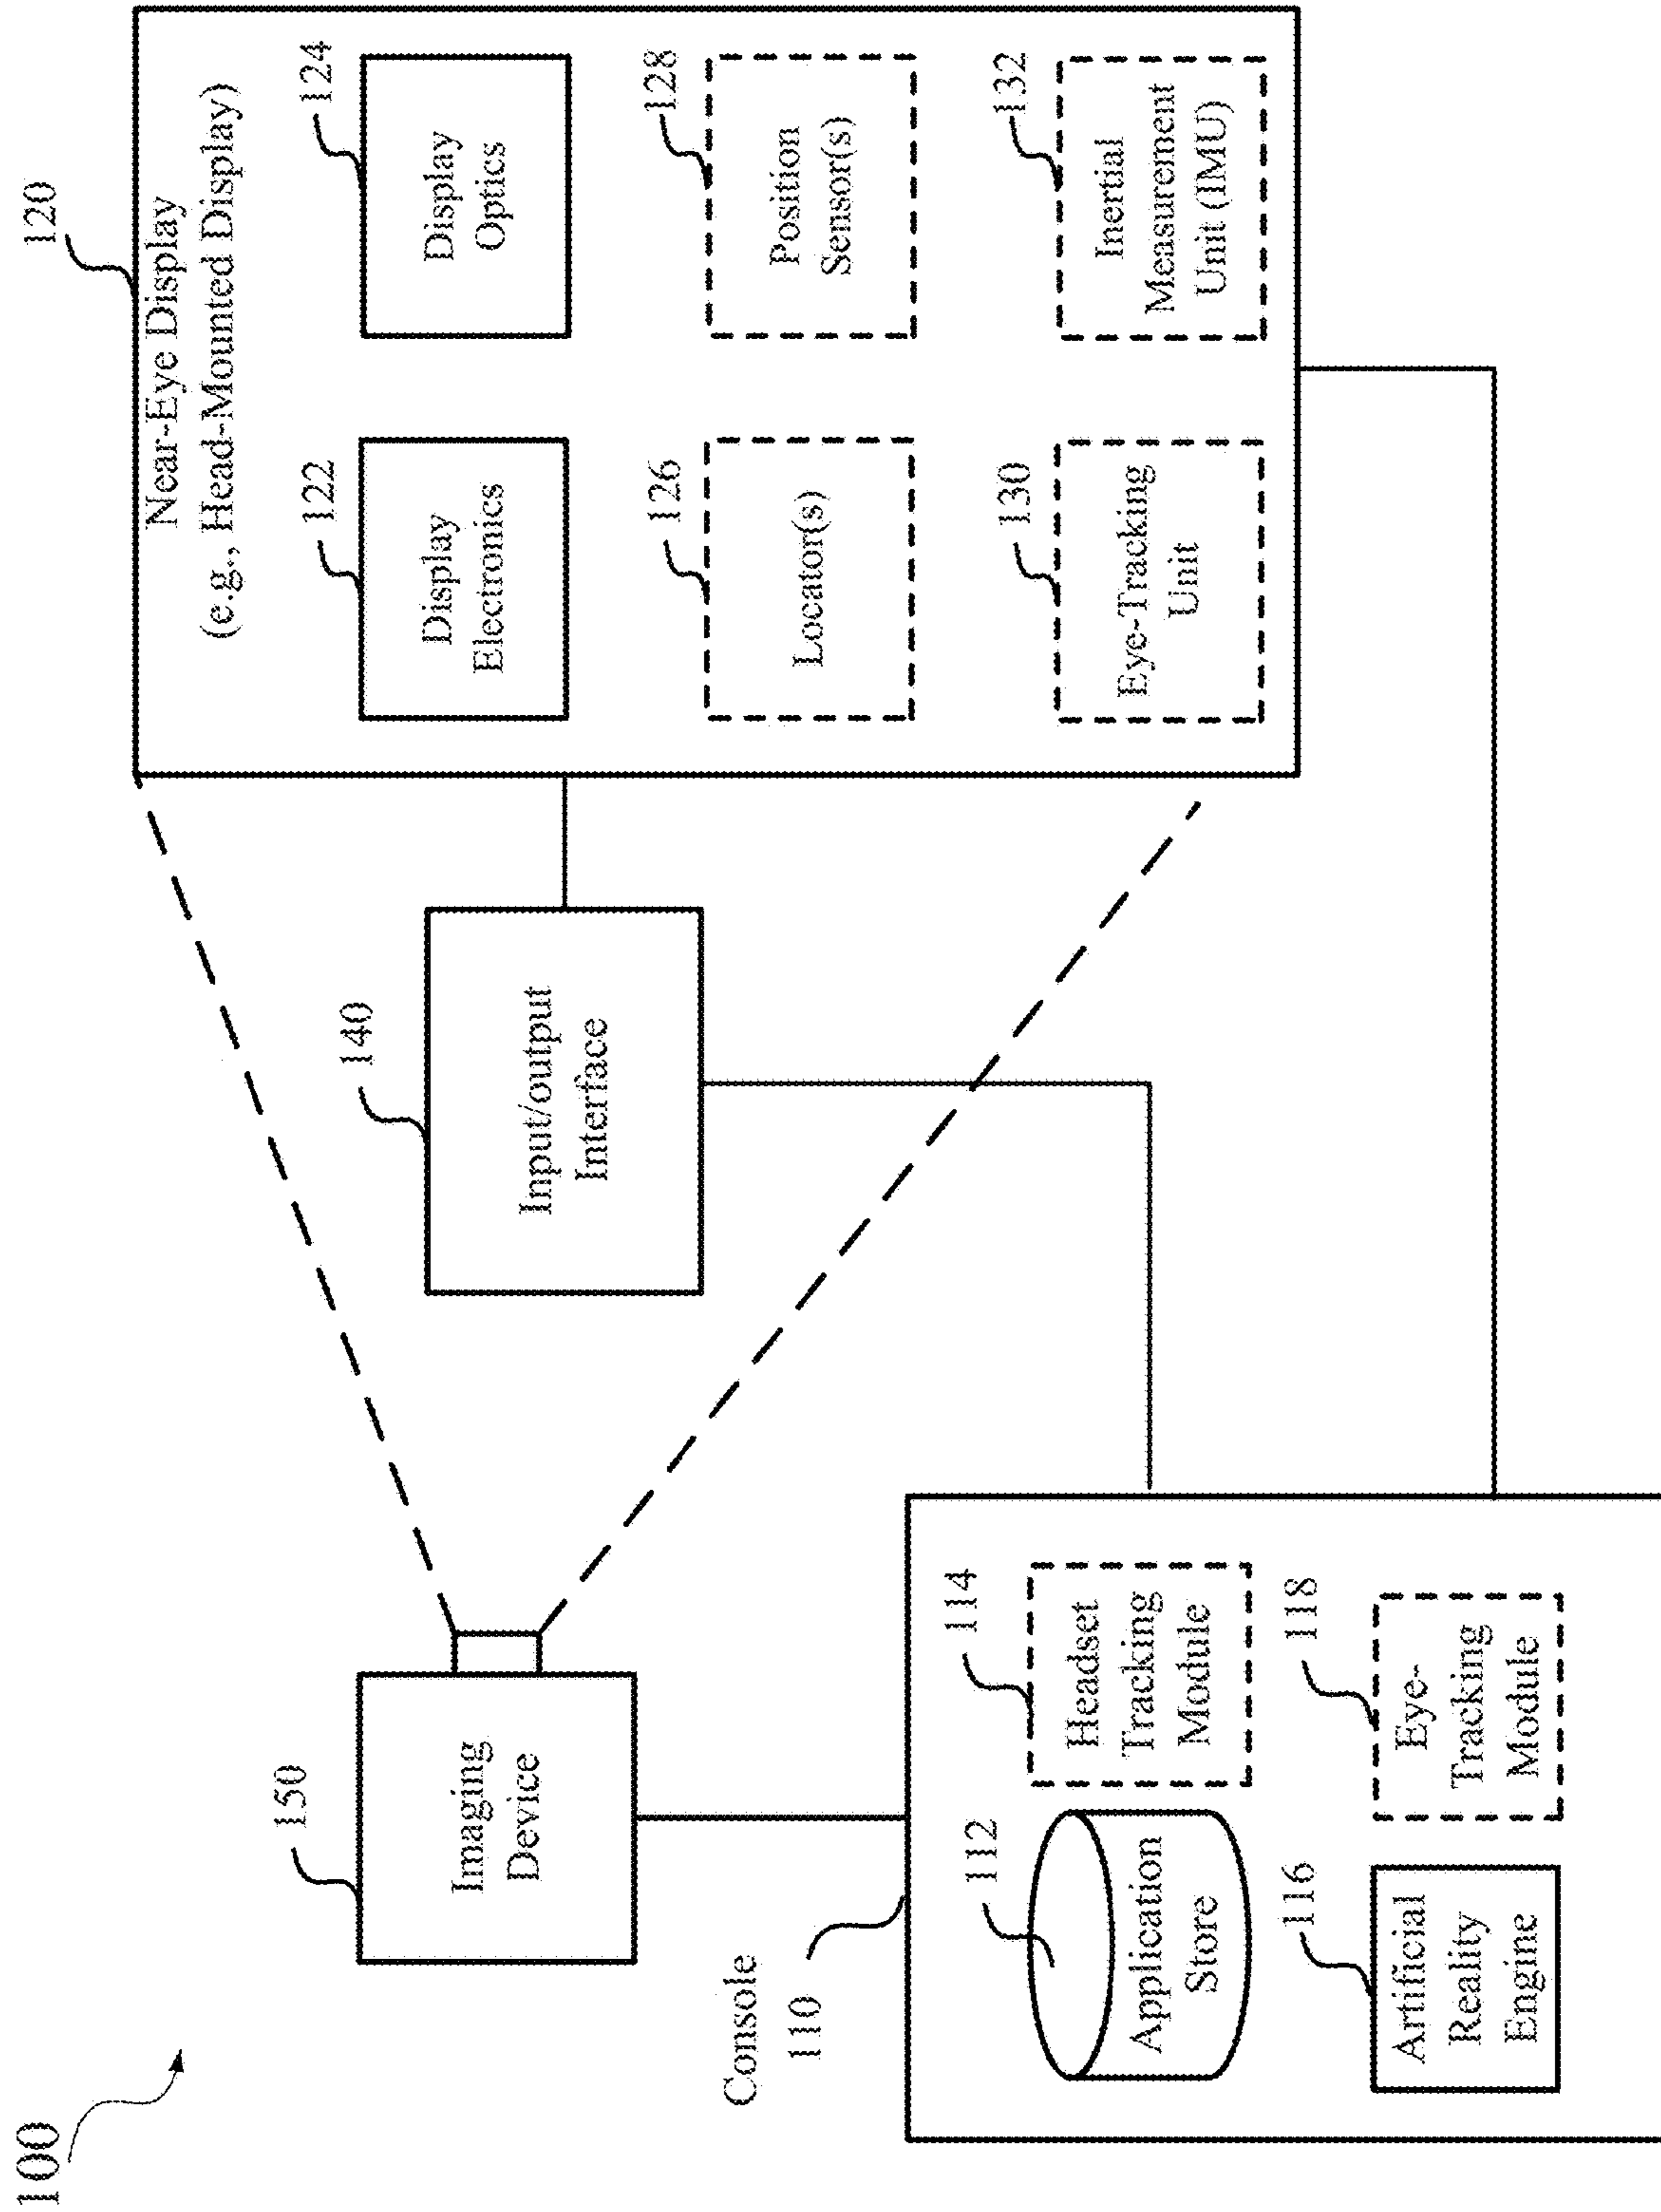 100
150
Imaging
Device
140
Input/output
Interface
120
Near-Eye Display
(e.g., Head-Mounted Display)
122
Display
Electronics
124
Display
Optics
126
Locator(s)
128
Position
Sensor(s)
130
Eye-Tracking
Unit
132
Inertial
Measurement
Unit (IMU)
Console
110
112
Application
Store
114
Headset
Tracking
Module
116
Artificial
Reality
Engine
118
Eye-
Tracking
Module